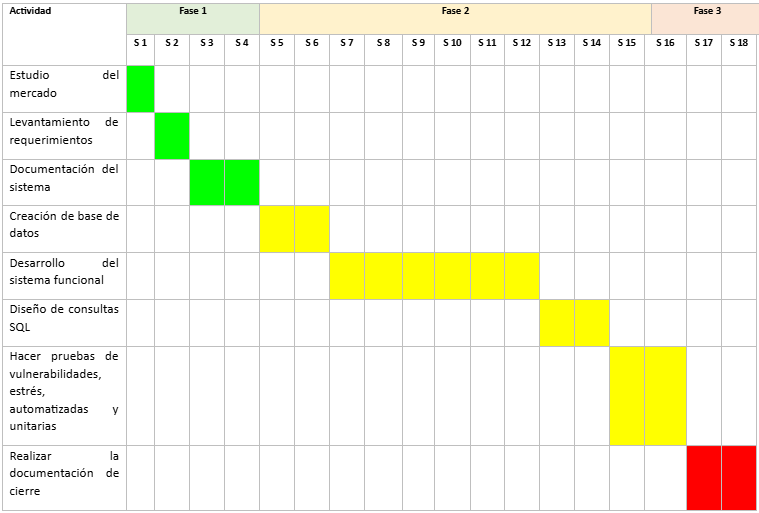 Actividad Fase 1 Fase 2 Fase 3
S 1 S 2 S 3 S 4 S 5 S 6 S 7 S 8 S 9 S 10 S 11 S 12 S 13 S 14 S 15 S 16 S 17 S 18
Estudio del
mercado
Levantamiento de
requerimientos
Documentación del
sistema
Creación de base de
datos
Desarrollo del
sistema funcional
Diseño de consultas
SQL
Hacer pruebas de
vulnerabilidades,
estrés,
automatizadas y
unitarias
Realizar la
documentación de
cierre